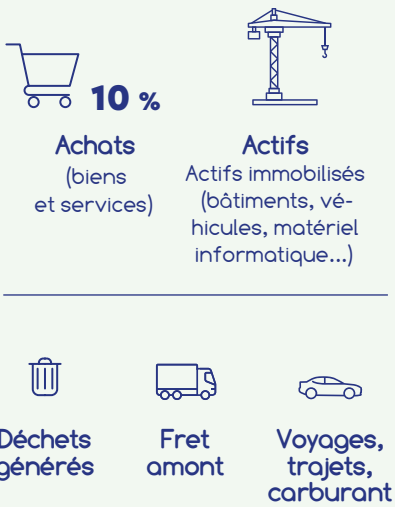 10 %
Achats
(biens
et services)
Actifs
Actifs immobilisés
(bâtiments, vé-
hicules, matériel
informatique...)
Déchets
générés
Fret
amont
Voyages,
trajets,
carburant